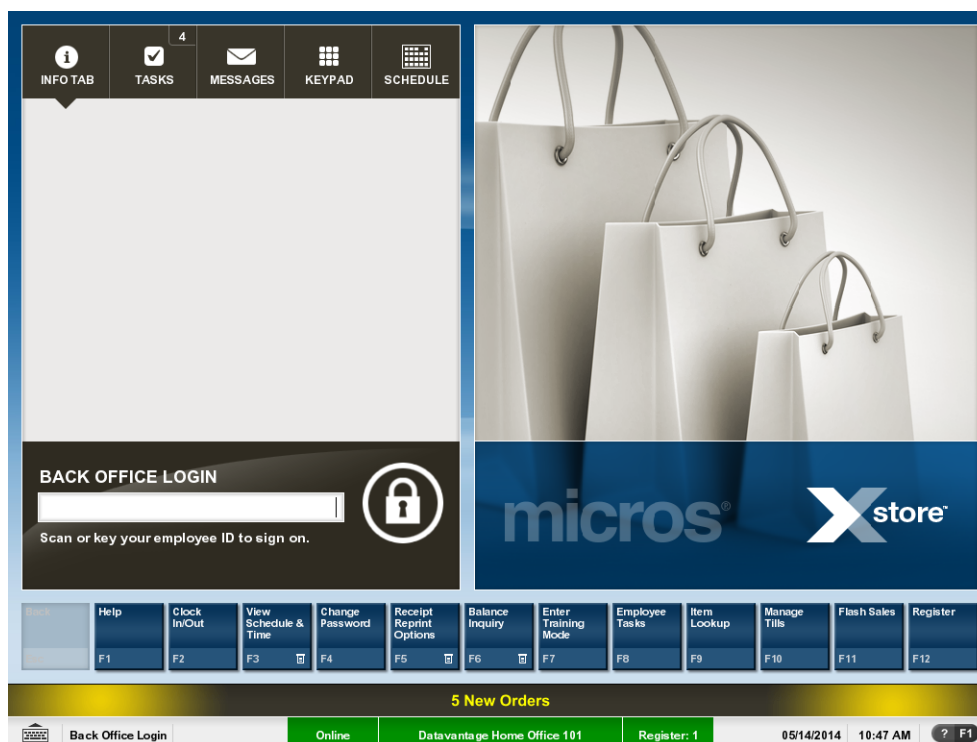 4
INFO TAB
TASKS
MESSAGES
KEYPAD
SCHEDULE
BACK OFFICE LOGIN
Scan or key your employee ID to sign on.
micros®
Xstore™
Back
Help
F1
Clock
In/Out
F2
View
Schedule &
Time
F3
Change
Password
F4
Receipt
Reprint
Options
F5
Balance
Inquiry
F6
Enter
Training
Mode
F7
Employee
Tasks
F8
Item
Lookup
F9
Manage
Tills
F10
Flash Sales
F11
Register
F12
5 New Orders
Back Office Login
Online
Datavantage Home Office 101
Register: 1
05/14/2014
10:47 AM
? F1